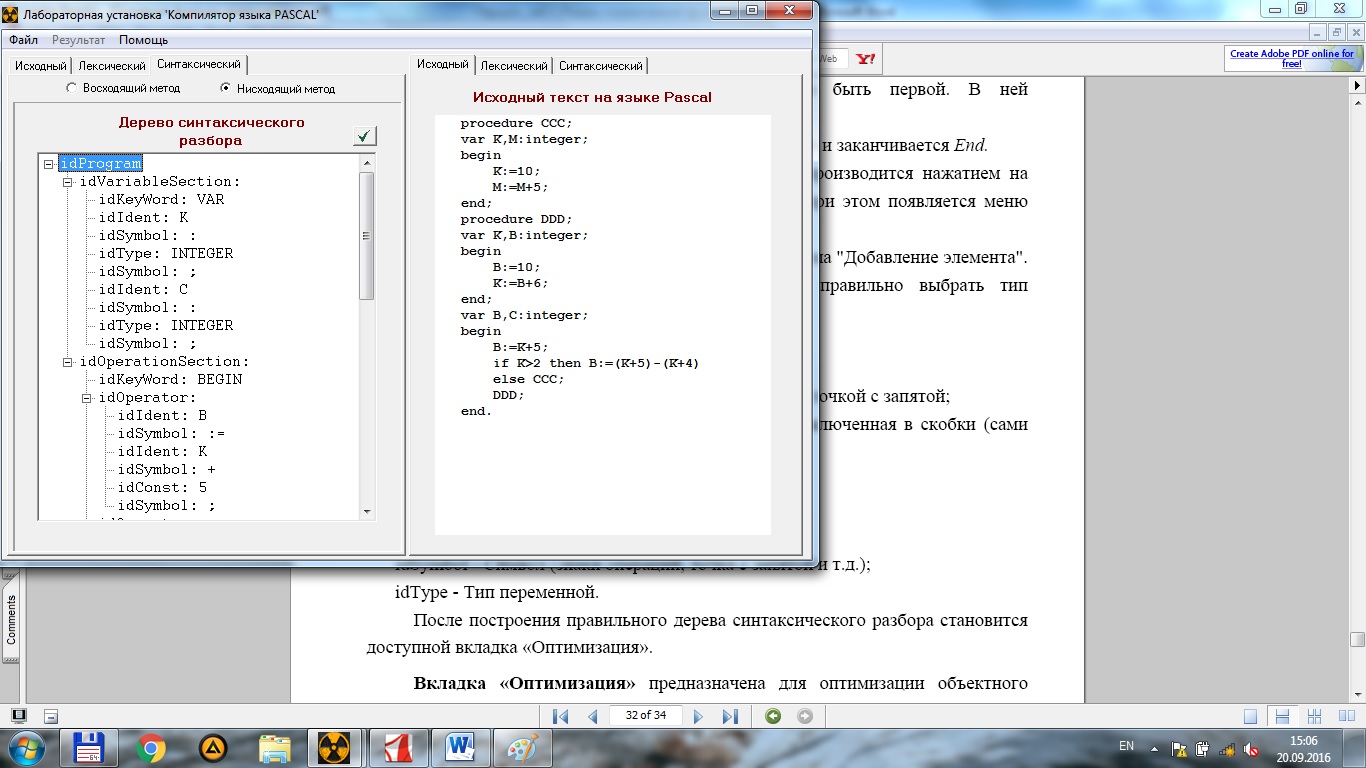 Лабораторная установка 'Компилятор языка PASCAL'
Файл Результат Помощь
Исходный Лексический Синтаксический
Восходящий метод Нисходящий метод
Дерево синтаксического
разбора
idProgram
idVariableSection:
idKeyWord: VAR
idIdent: K
idSymbol: :
idType: INTEGER
idSymbol: ;
idIdent: C
idSymbol: :
idType: INTEGER
idSymbol: ;
idOperationSection:
idKeyWord: BEGIN
idOperator:
idIdent: B
idSymbol: :=
idIdent: K
idSymbol: +
idConst: 5
idSymbol: ;
Исходный Лексический Синтаксический
Исходный текст на языке Pascal
procedure CCC;
var K,M:integer;
begin
K:=10;
M:=M+5;
end;
procedure DDD;
var K,B:integer;
begin
B:=10;
K:=B+6;
end;
var B,C:integer;
begin
B:=K+5;
if K>2 then B:=(K+5)-(K+4)
else CCC;
DDD;
end.
Web Y!
Create Adobe PDF online for
free!
быть первой. В ней
и заканчивается End.
производится нажатием на
при этом появляется меню
на "Добавление элемента".
правильно выбрать тип
точкой с запятой;
ключенная в скобки (сами
и т.д.);
idType - Тип переменной.
После построения правильного дерева синтаксического разбора становится
доступной вкладка «Оптимизация».
Вкладка «Оптимизация» предназначена для оптимизации объектного
Comments
32 of 34
64
EN
15:06
20.09.2016